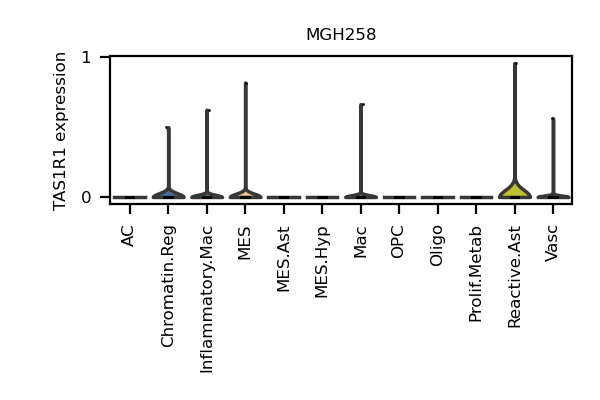 MGH258
TAS1R1 expression
1
0
AC
Chromatin.Reg
Inflammatory.Mac
MES
MES.Ast
MES.Hyp
Mac
OPC
Oligo
Prolif.Metab
Reactive.Ast
Vasc